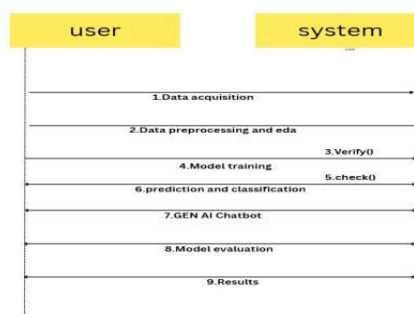 user
system
1.Data acquisition
2.Data preprocessing and eda
3.Verify()
4.Model training
5.check()
6.prediction and classification
7.GEN AI Chatbot
8.Model evaluation
9.Results